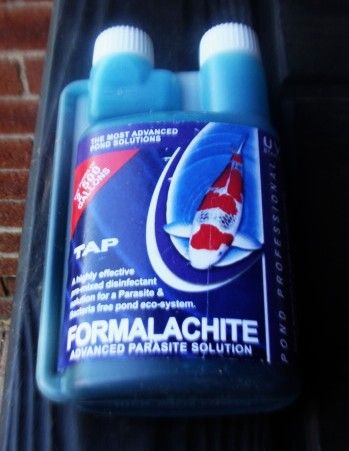 THE MOST ADVANCED
POND SOLUTIONS
GALLONS
TAP
A highly effective
pre-mixed disinfectant
solution for a Parasite &
Bacteria free pond eco-system.
FORMALACHITE
ADVANCED PARASITE SOLUTION
POND PROFESSIONAL